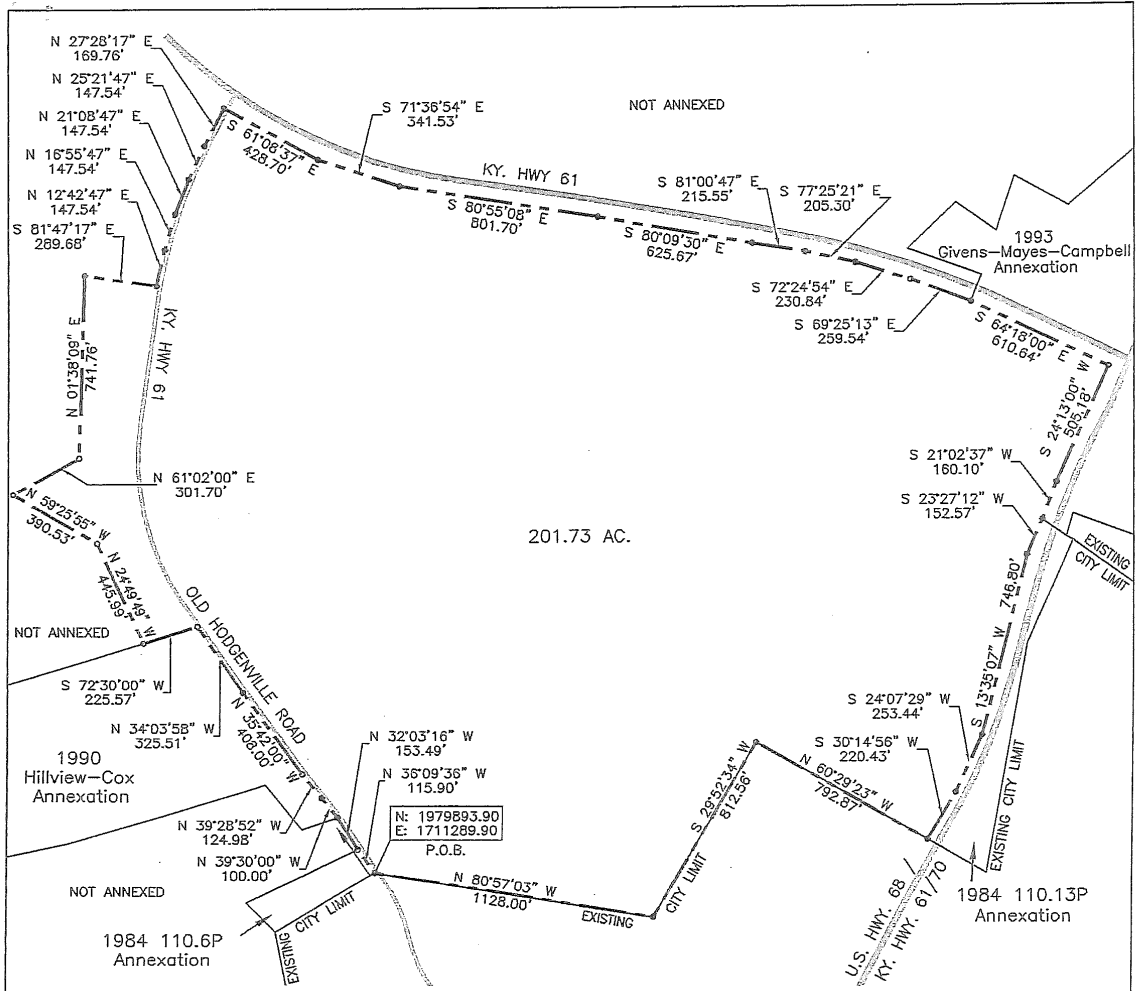 N 27°28'17" E
169.76'
N 25°21'47" E
147.54'
N 21°08'47" E
147.54'
N 16°55'47" E
147.54'
N 12°42'47" E
147.54'
S 81°47'17" E
289.68'
S 61°08'37" E
428.70'
S 71°36'54" E
341.53'
NOT ANNEXED
KY. HWY 61
S 80°55'08" E
801.70'
S 80°09'30" E
625.67'
S 81°00'47" E
215.55'
S 77°25'21" E
205.30'
S 72°24'54" E
230.84'
S 69°25'13" E
259.54'
1993
Givens-Mayes-Campbell
Annexation
S 64°18'00" E
610.64'
S 24°13'00" W
505.18'
S 21°02'37" W
160.10'
S 23°27'12" W
152.57'
EXISTING
CITY LIMIT
S 13°35'07" W 746.80'
S 24°07'29" W
253.44'
S 30°14'56" W
220.43'
EXISTING CITY LIMIT
1984 110.13P
Annexation
U.S. HWY. 68 /
KY. HWY. 61/70
N 60°29'23" W
792.87'
S 29°52'34" W
812.56'
CITY LIMIT
N 80°57'03" W
1128.00'
EXISTING
201.73 AC.
N 01°38'09" E
741.76'
KY. HWY 61
N 61°02'00" E
301.70'
N 59°25'55" W
390.53'
N 24°49'49" W
445.99'
NOT ANNEXED
S 72°30'00" W
225.57'
OLD HODGENVILLE ROAD
N 34°03'58" W
325.51'
N 35°42'00" W
408.00'
1990
Hillview-Cox
Annexation
N 32°03'16" W
153.49'
N 36°09'36" W
115.90'
N: 1979893.90
E: 1711289.90
P.O.B.
N 39°28'52" W
124.98'
N 39°30'00" W
100.00'
NOT ANNEXED
CITY LIMIT
EXISTING
1984 110.6P
Annexation